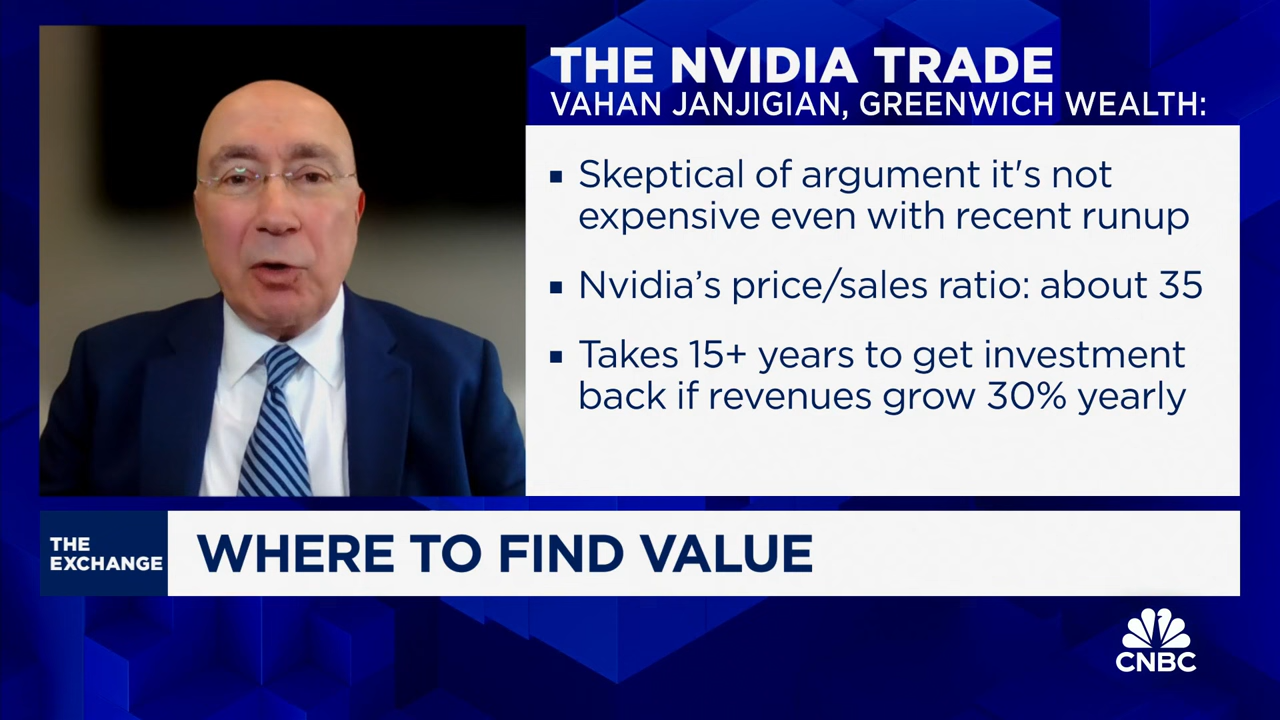 THE NVIDIA TRADE
VAHAN JANJIGIAN, GREENWICH WEALTH:
▪ Skeptical of argument it's not
expensive even with recent runup
▪ Nvidia’s price/sales ratio: about 35
▪ Takes 15+ years to get investment
back if revenues grow 30% yearly
THE
EXCHANGE
WHERE TO FIND VALUE
CNBC